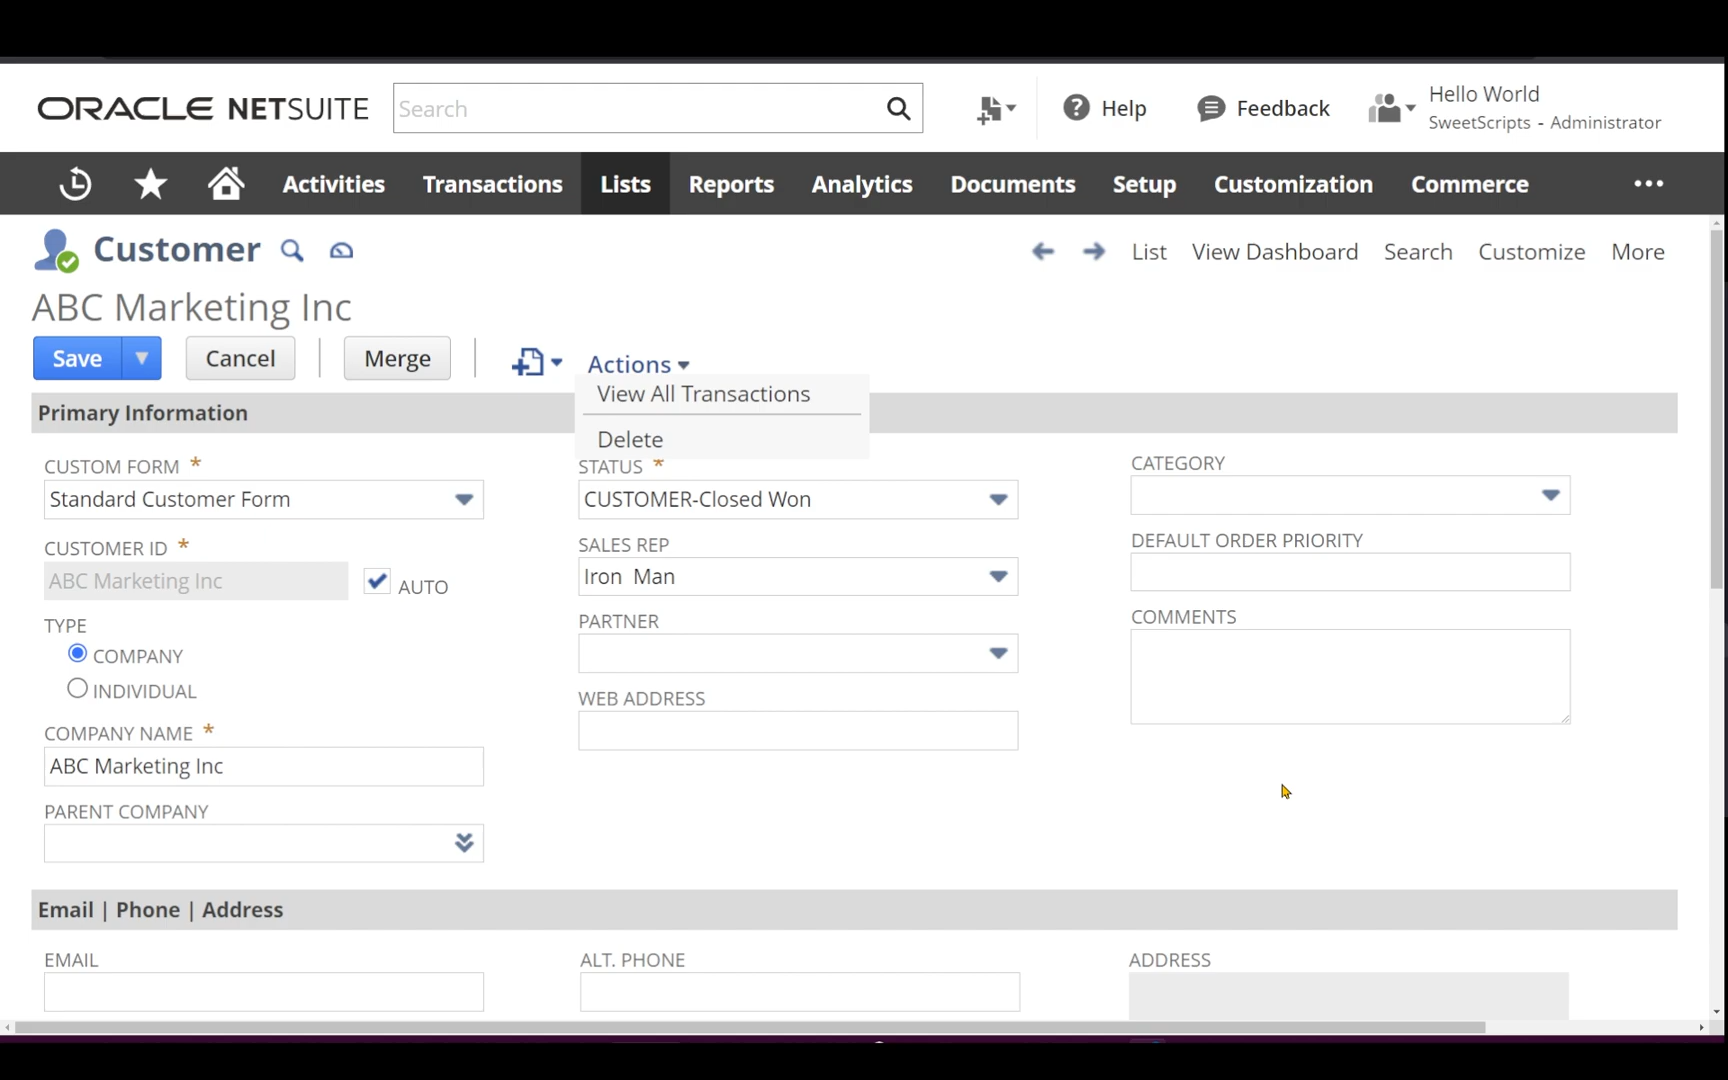 ORACLE NETSUITE
Search
Help
Feedback
Hello World
SweetScripts - Administrator
Activities
Transactions
Lists
Reports
Analytics
Documents
Setup
Customization
Commerce
Customer
List
View Dashboard
Search
Customize
More
ABC Marketing Inc
Save
Cancel
Merge
Actions
View All Transactions
Delete
Primary Information
CUSTOM FORM *
Standard Customer Form
CUSTOMER ID *
ABC Marketing Inc
AUTO
TYPE
COMPANY
INDIVIDUAL
COMPANY NAME *
ABC Marketing Inc
PARENT COMPANY
STATUS *
CUSTOMER-Closed Won
SALES REP
Iron Man
PARTNER
WEB ADDRESS
CATEGORY
DEFAULT ORDER PRIORITY
COMMENTS
Email | Phone | Address
EMAIL
ALT. PHONE
ADDRESS